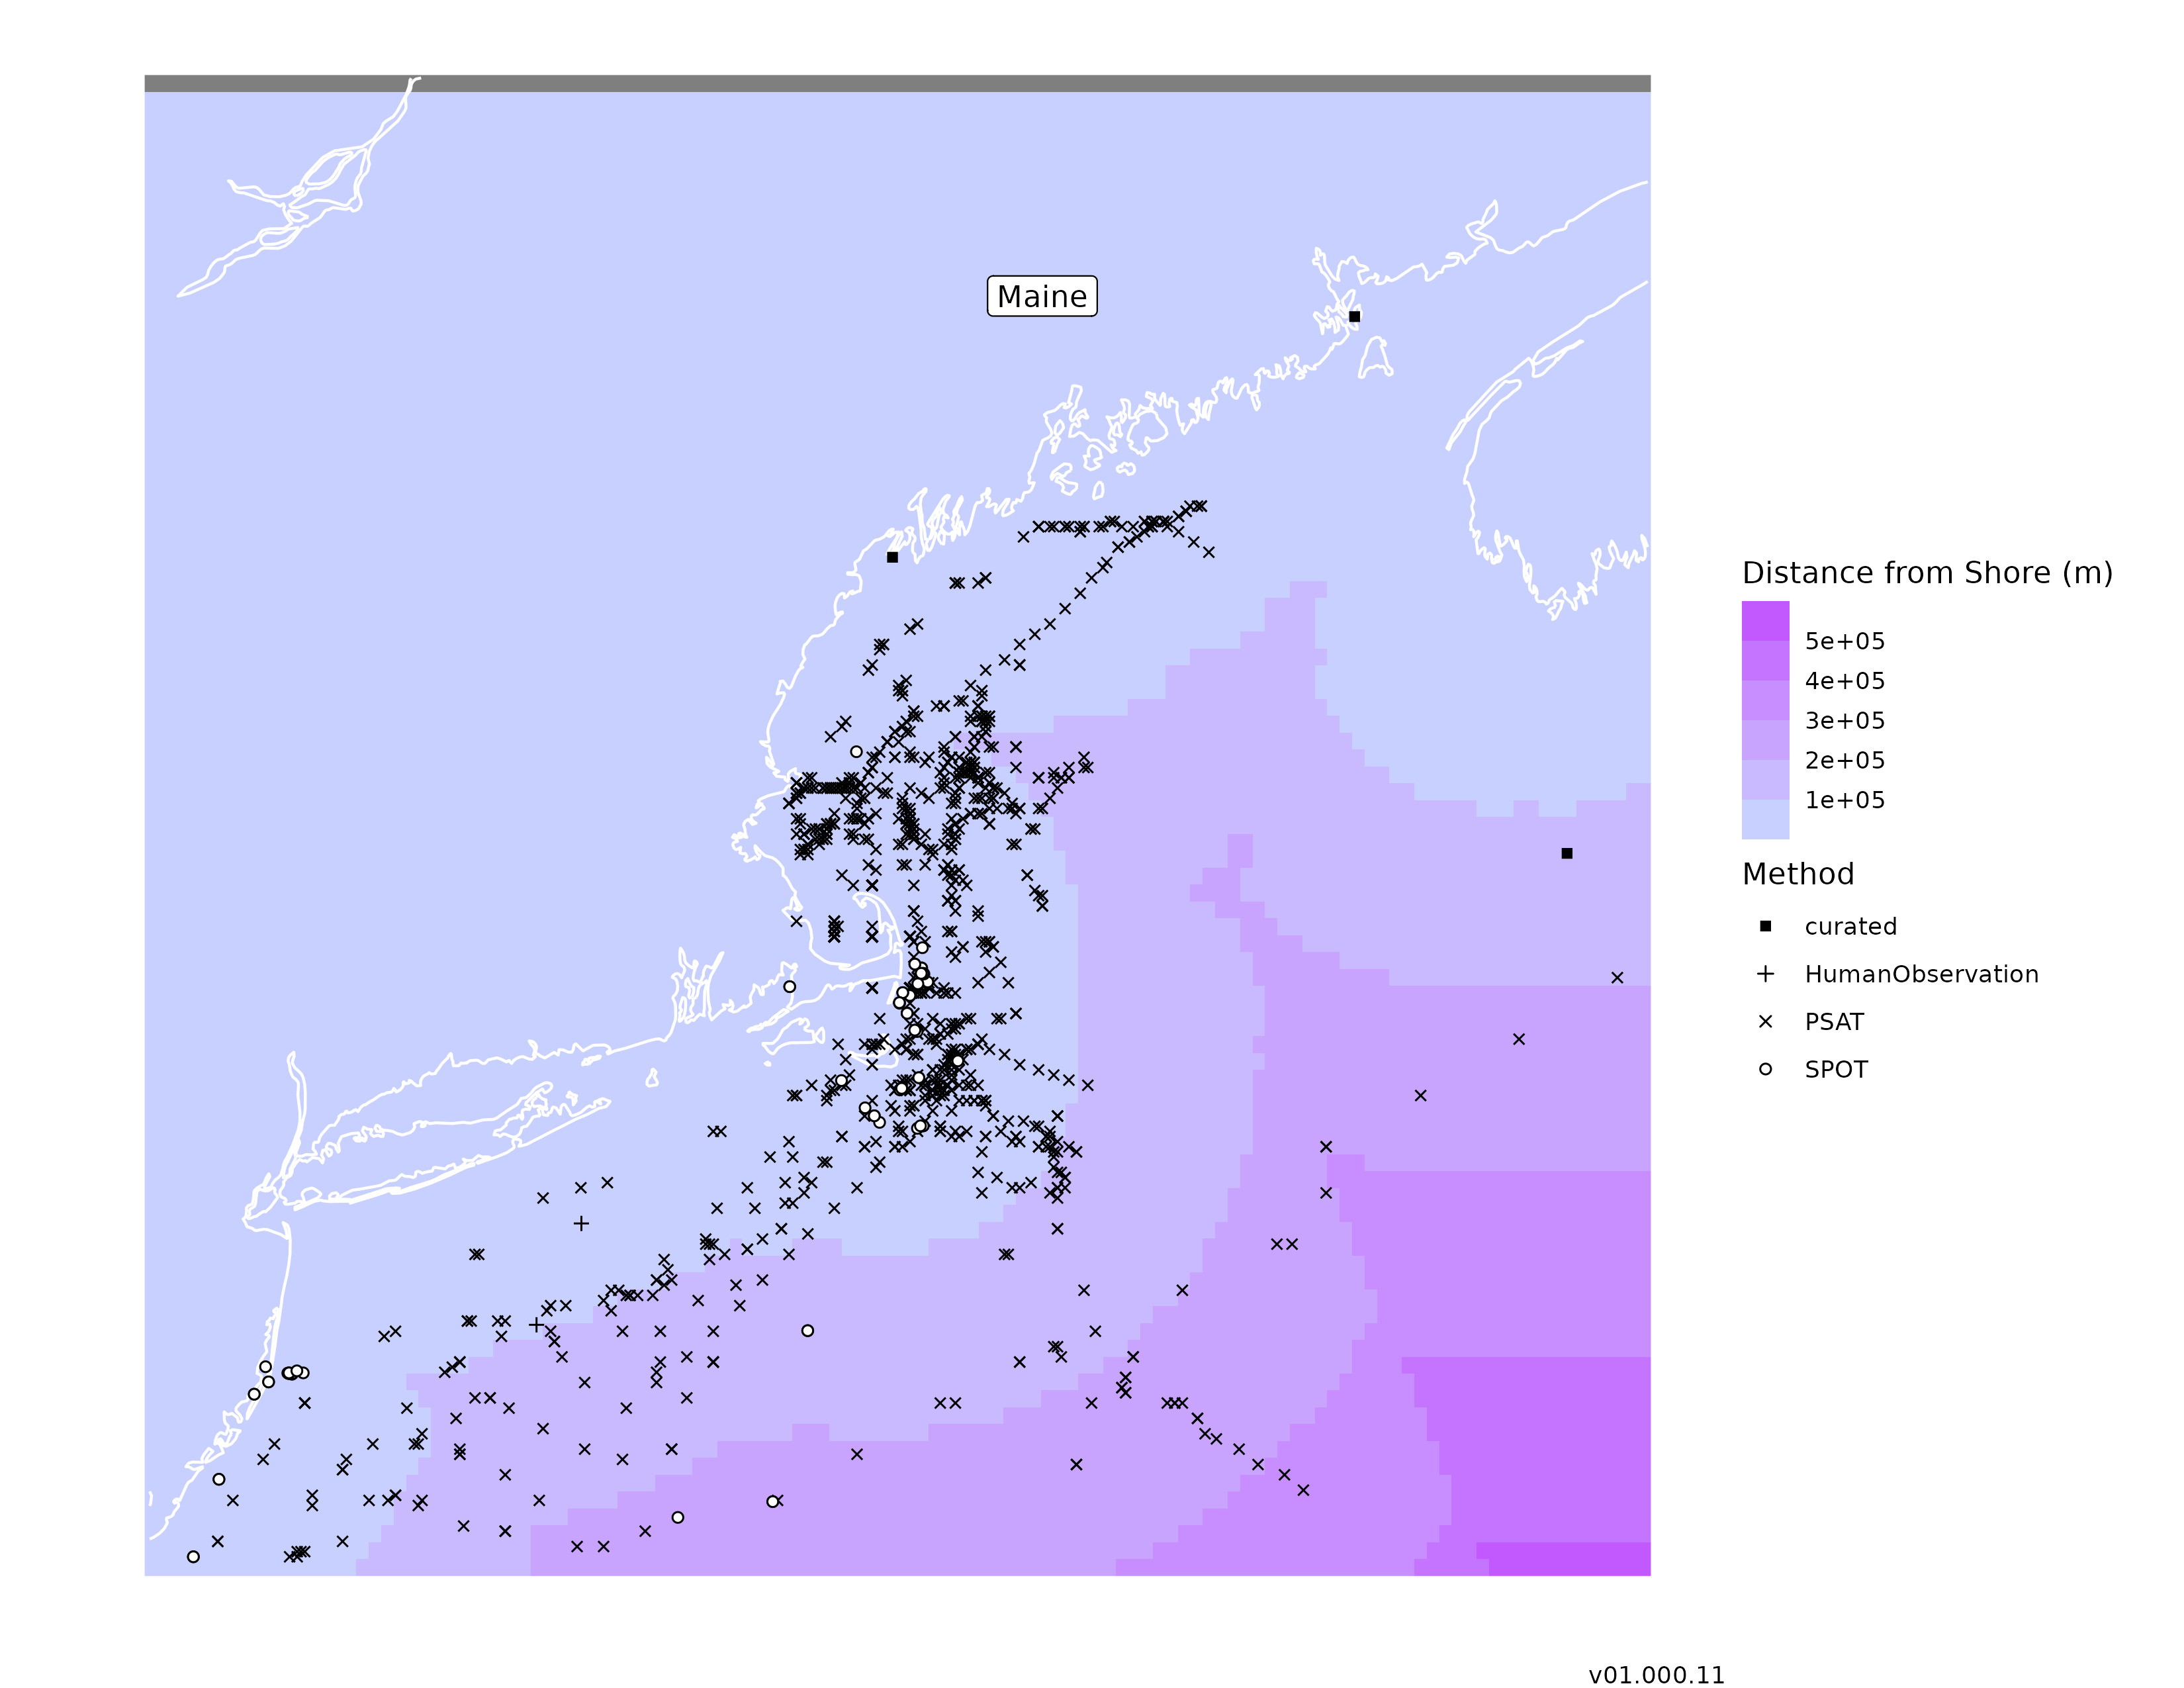 Maine
Distance from Shore (m)
5e+05
4e+05
3e+05
2e+05
1e+05
Method
curated
HumanObservation
PSAT
SPOT
v01.000.11